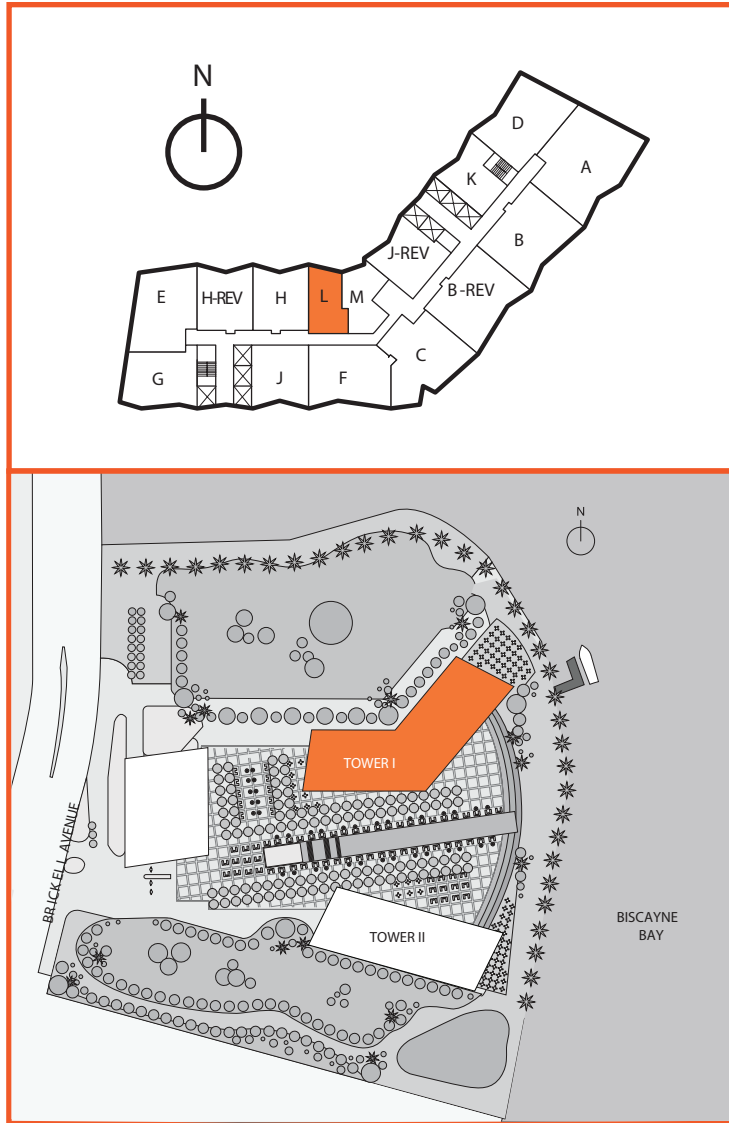 N
D
A
K
B
J-REV
B-REV
E
H-REV
H
L
M
C
G
J
F
N
TOWER I
BRICKELL AVENUE
BISCAYNE
BAY
TOWER II